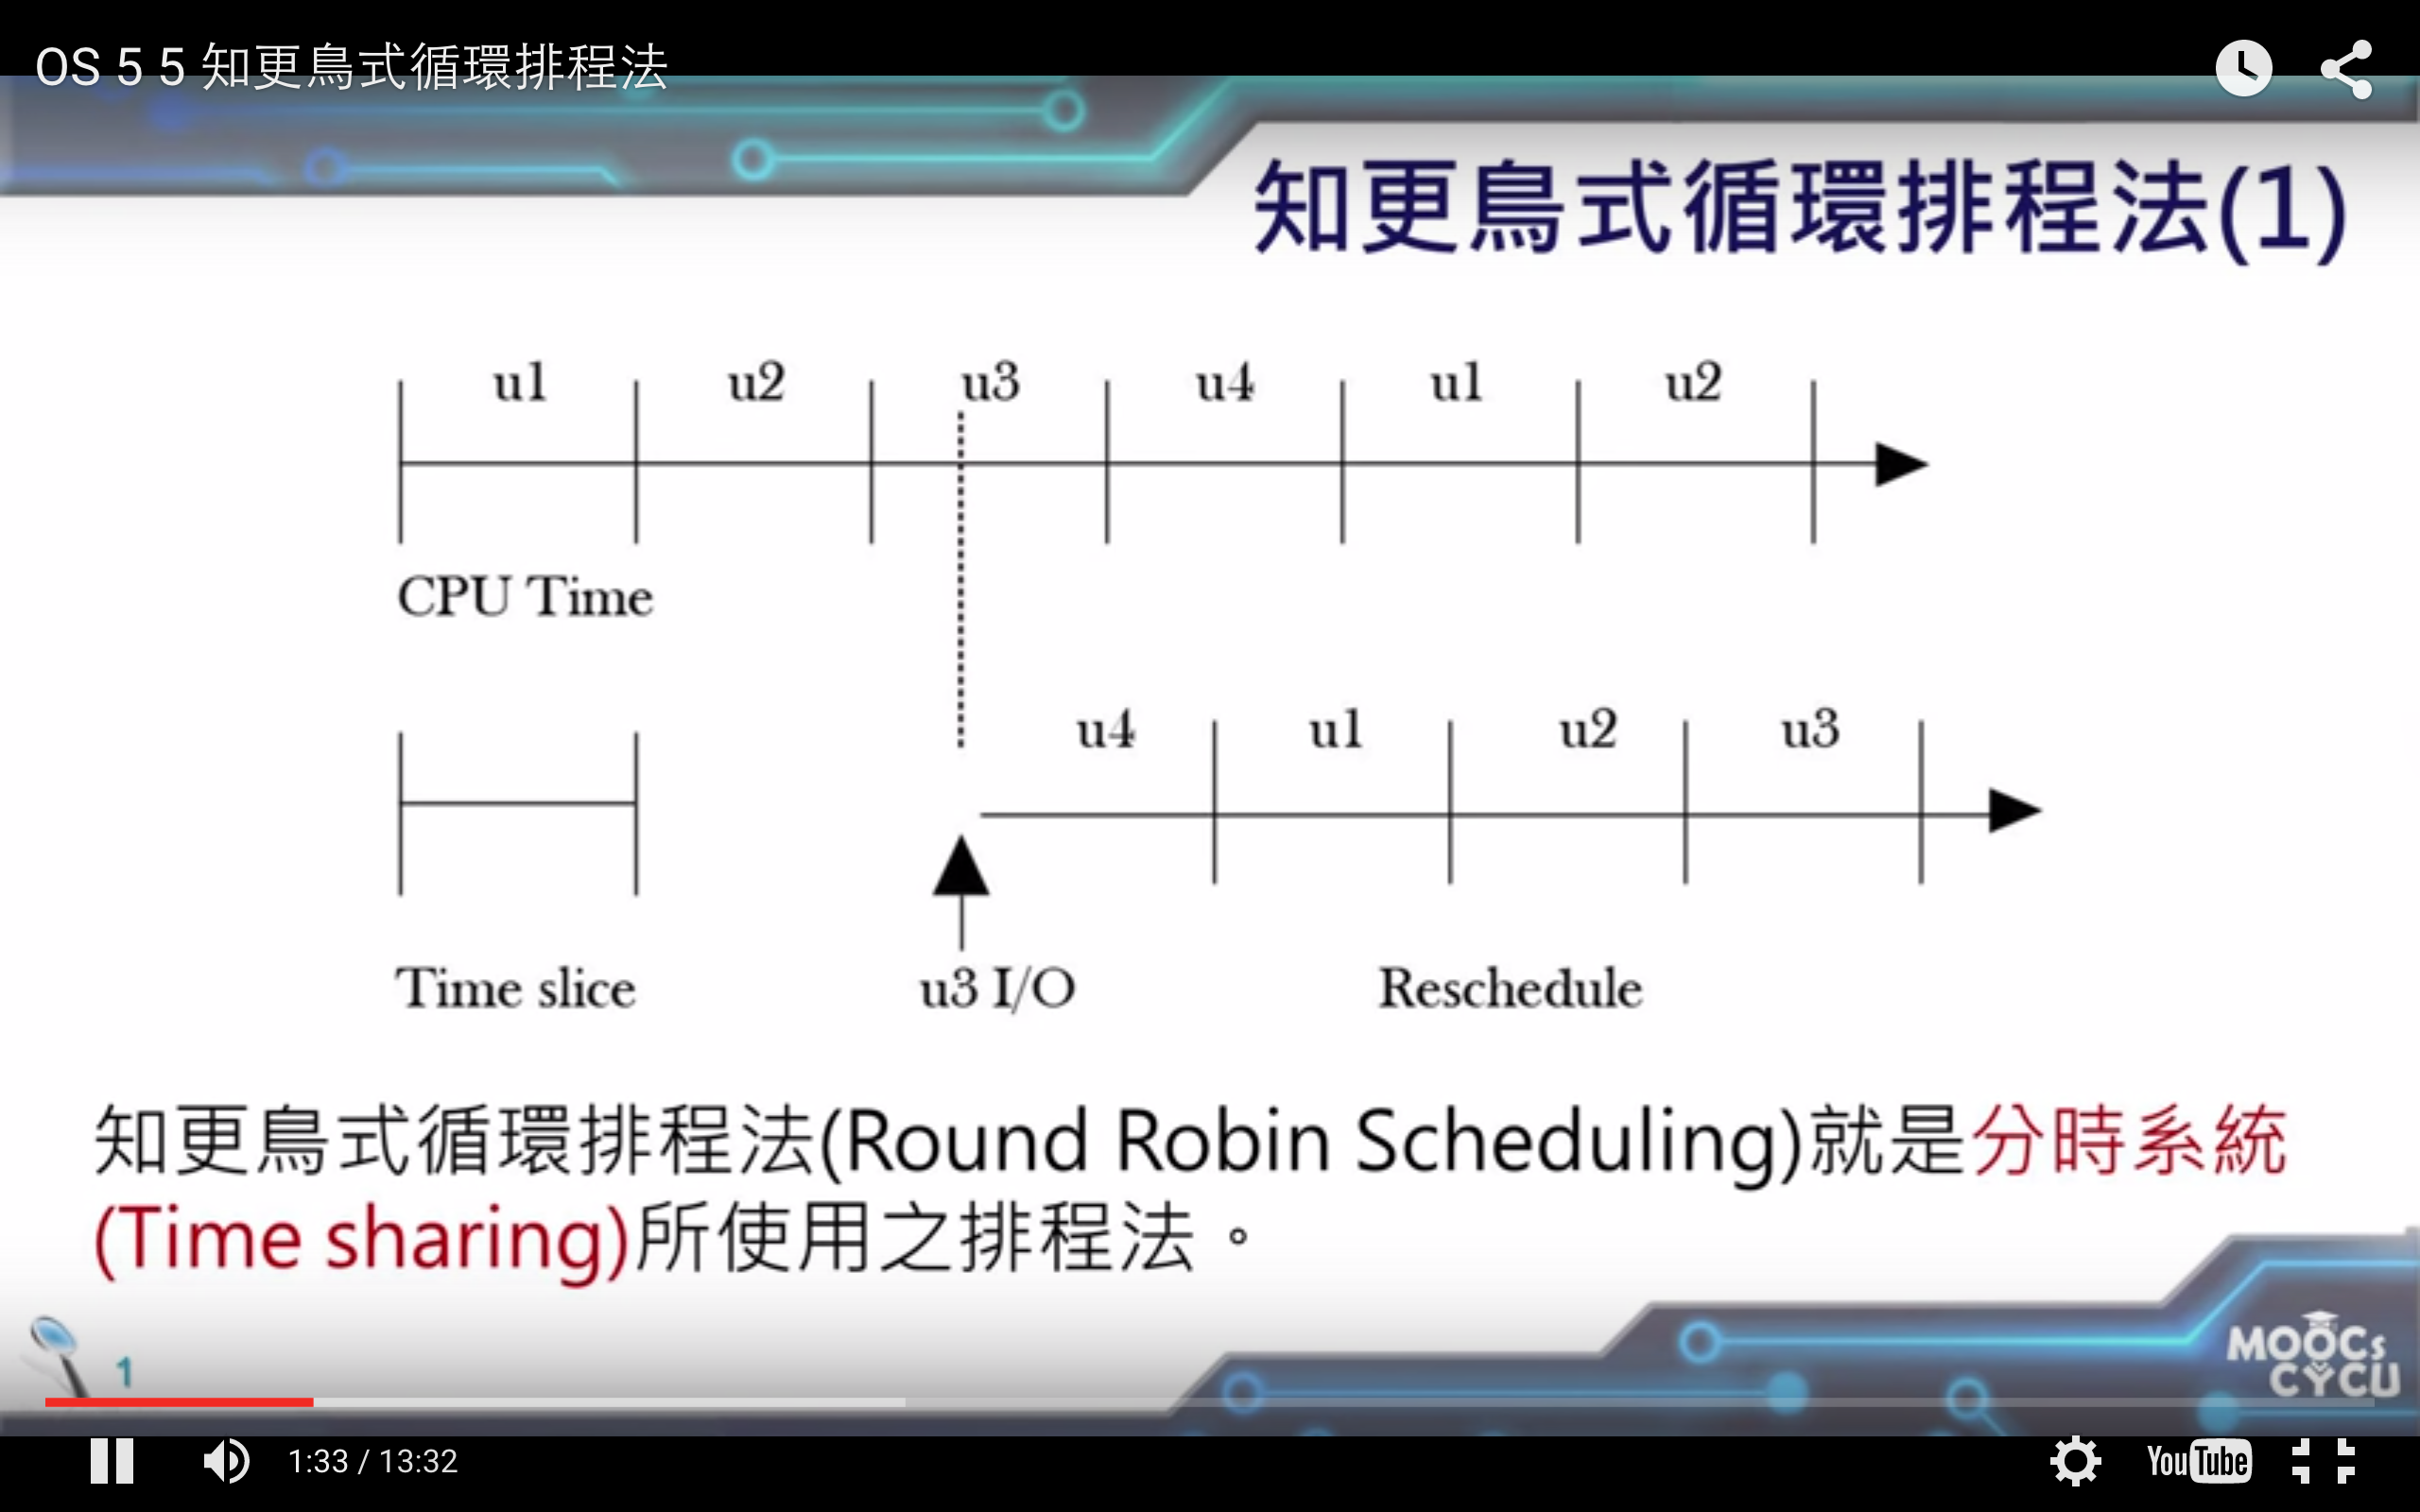 OS 5 5 知更鳥式循環排程法
知更鳥式循環排程法(1)
u1 u2 u3 u4 u1 u2
CPU Time
u4 u1 u2 u3
Time slice u3 I/O Reschedule
知更鳥式循環排程法(Round Robin Scheduling)就是分時系統
(Time sharing)所使用之排程法。
1
MOOCs
CYCU
1:33 / 13:32
YouTube